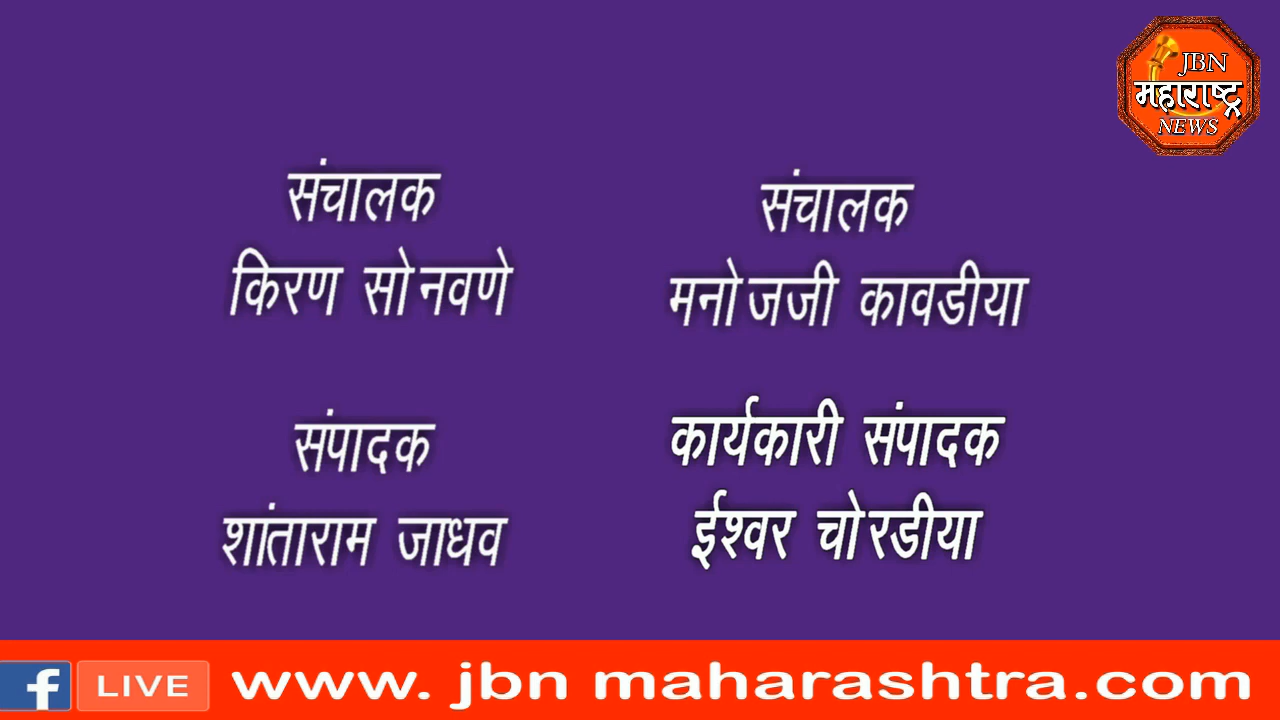 JBN
महाराष्ट्र
NEWS
संचालक
किरण सोनवणे
संचालक
मनोजजी कावडीया
संपादक
शांताराम जाधव
कार्यकारी संपादक
ईश्वर चोरडीया
f LIVE www. jbn maharashtra.com